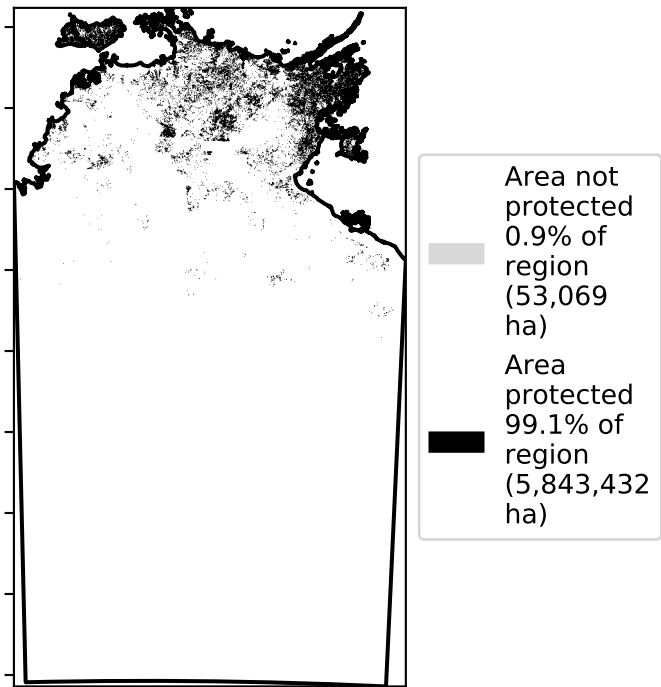 Area not
protected
0.9% of
region
(53,069
ha)
Area
protected
99.1% of
region
(5,843,432
ha)